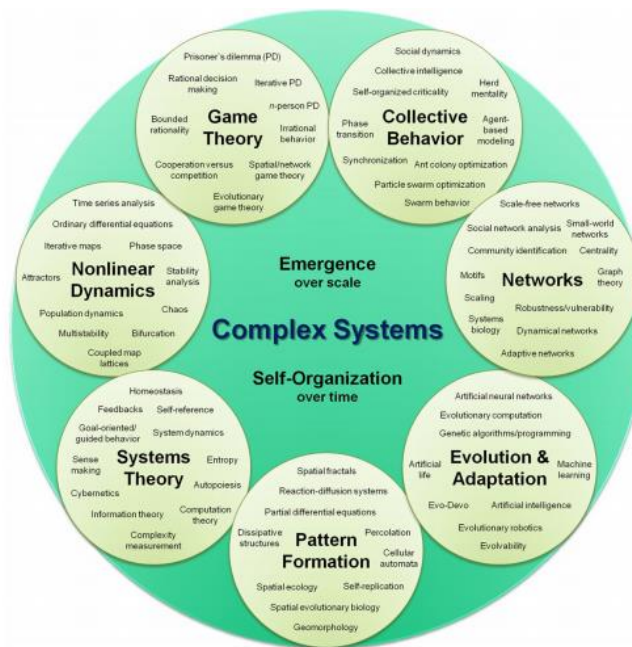 Prisoner's dilemma (PD)
Rational decision
making
Iterative PD
n-person PD
Game
Theory
Bounded
rationality
Irrational
behavior
Cooperation versus
competition
Spatial/network
game theory
Evolutionary
game theory
Social dynamics
Collective intelligence
Herd
mentality
Self-organized criticality
Collective
Behavior
Phase
transition
Agent-
based
modeling
Synchronization
Ant colony optimization
Particle swarm optimization
Swarm behavior
Time series analysis
Ordinary differential equations
Iterative maps
Phase space
Attractors
Nonlinear
Dynamics
Stability
analysis
Population dynamics
Chaos
Multistability
Bifurcation
Coupled map
lattices
Emergence
over scale
Complex Systems
Self-Organization
over time
Scale-free networks
Social network analysis
Small-world
networks
Community identification
Centrality
Motifs
Networks
Graph
theory
Scaling
Robustness/vulnerability
Systems
biology
Dynamical networks
Adaptive networks
Homeostasis
Feedbacks
Self-reference
Goal-oriented/
guided behavior
System dynamics
Sense
making
Systems
Theory
Entropy
Cybernetics
Autopoiesis
Information theory
Computation
theory
Complexity
measurement
Spatial fractals
Reaction-diffusion systems
Partial differential equations
Dissipative
structures
Percolation
Pattern
Formation
Cellular
automata
Spatial ecology
Self-replication
Spatial evolutionary biology
Geomorphology
Artificial neural networks
Evolutionary computation
Genetic algorithms/programming
Artificial
life
Evolution &
Adaptation
Machine
learning
Evo-Devo
Artificial intelligence
Evolutionary robotics
Evolvability